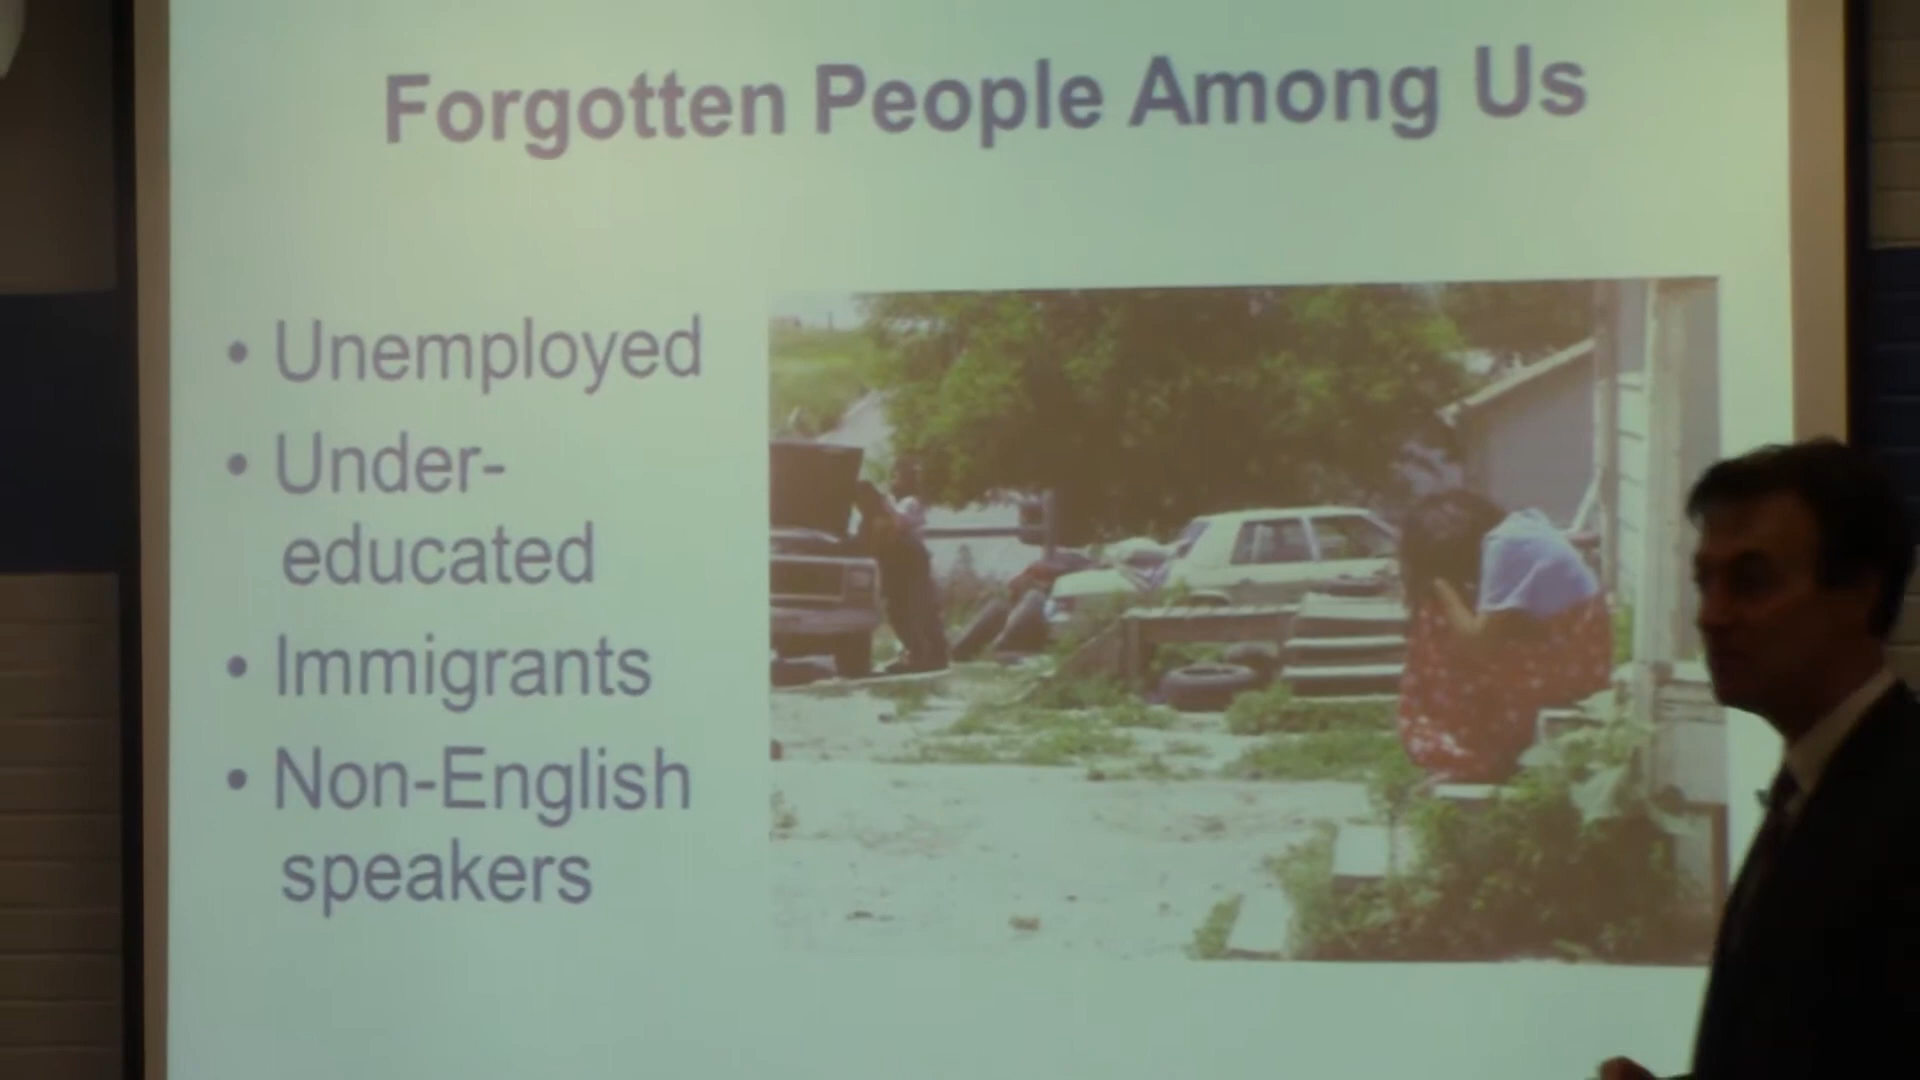 Forgotten People Among Us
• Unemployed
• Under-
educated
• Immigrants
• Non-English
speakers